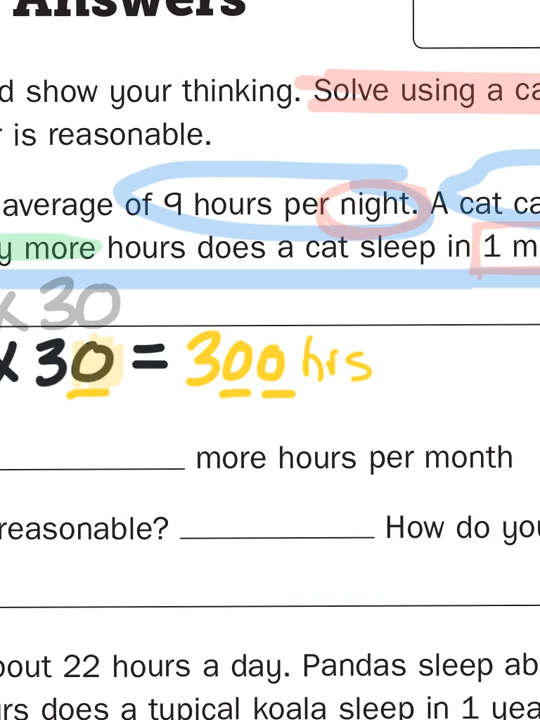 Answers
d show your thinking. Solve using a ca
r is reasonable.
average of 9 hours per night. A cat ca
y more hours does a cat sleep in 1 m
x 30
x 30 = 300 hrs
more hours per month
reasonable? How do you
bout 22 hours a day. Pandas sleep ab
urs does a typical koala sleep in 1 yea